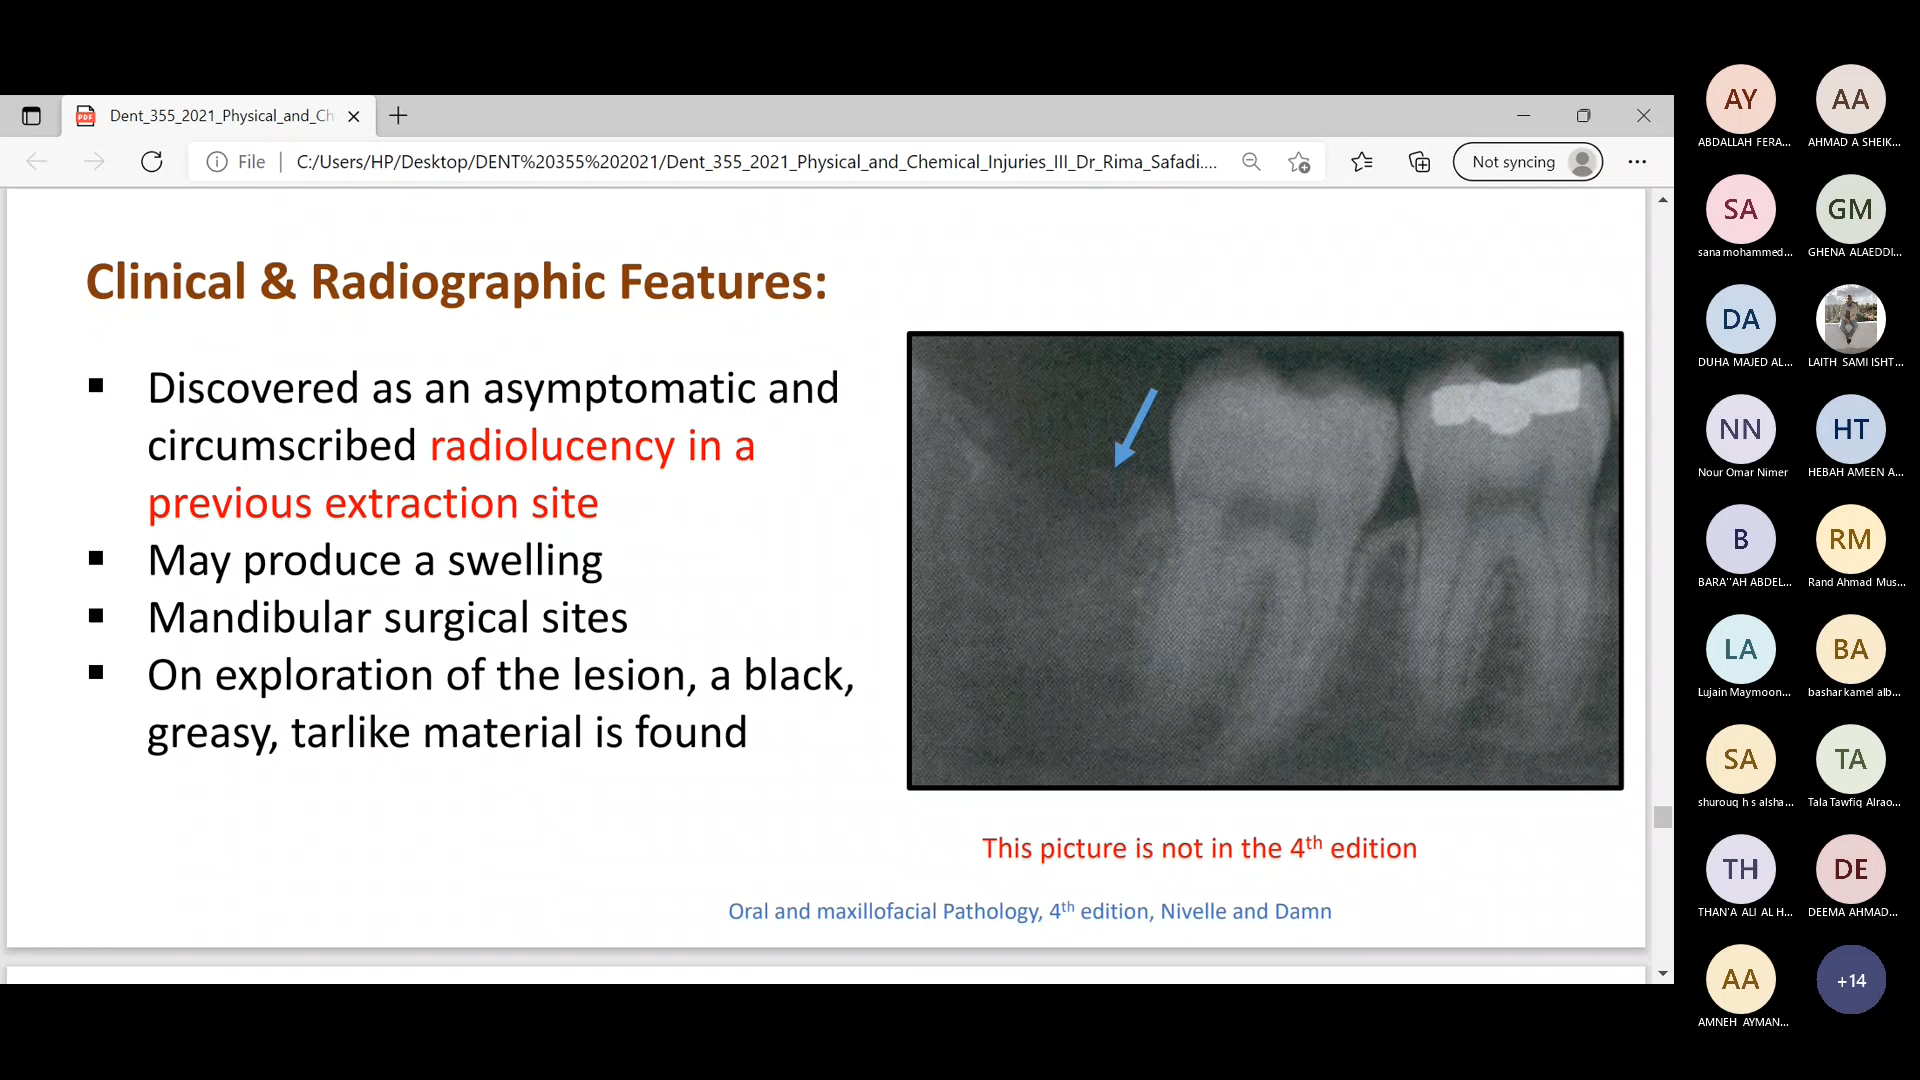 Dent_355_2021_Physical_and_Ch
File
C:/Users/HP/Desktop/DENT%20355%202021/Dent_355_2021_Physical_and_Chemical_Injuries_III_Dr_Rima_Safadi....
Not syncing
Clinical & Radiographic Features:
▪ Discovered as an asymptomatic and
circumscribed radiolucency in a
previous extraction site
▪ May produce a swelling
▪ Mandibular surgical sites
▪ On exploration of the lesion, a black,
greasy, tarlike material is found
This picture is not in the 4th edition
Oral and maxillofacial Pathology, 4th edition, Nivelle and Damn
AY AA
ABDALLAH FERA... AHMAD A SHEIK...
SA GM
sana mohammed... GHENA ALAEDDI...
DA
DUHA MAJED AL... LAITH SAMI ISHT...
NN HT
Nour Omar Nimer HEBAH AMEEN A...
B RM
BARA''AH ABDEL... Rand Ahmad Mus...
LA BA
Lujain Maymoon... bashar kamel alb...
SA TA
shurouq h s alsha... Tala Tawfiq Alrao...
TH DE
THAN'A ALI AL H... DEEMA AHMAD...
AA +14
AMNEH AYMAN...